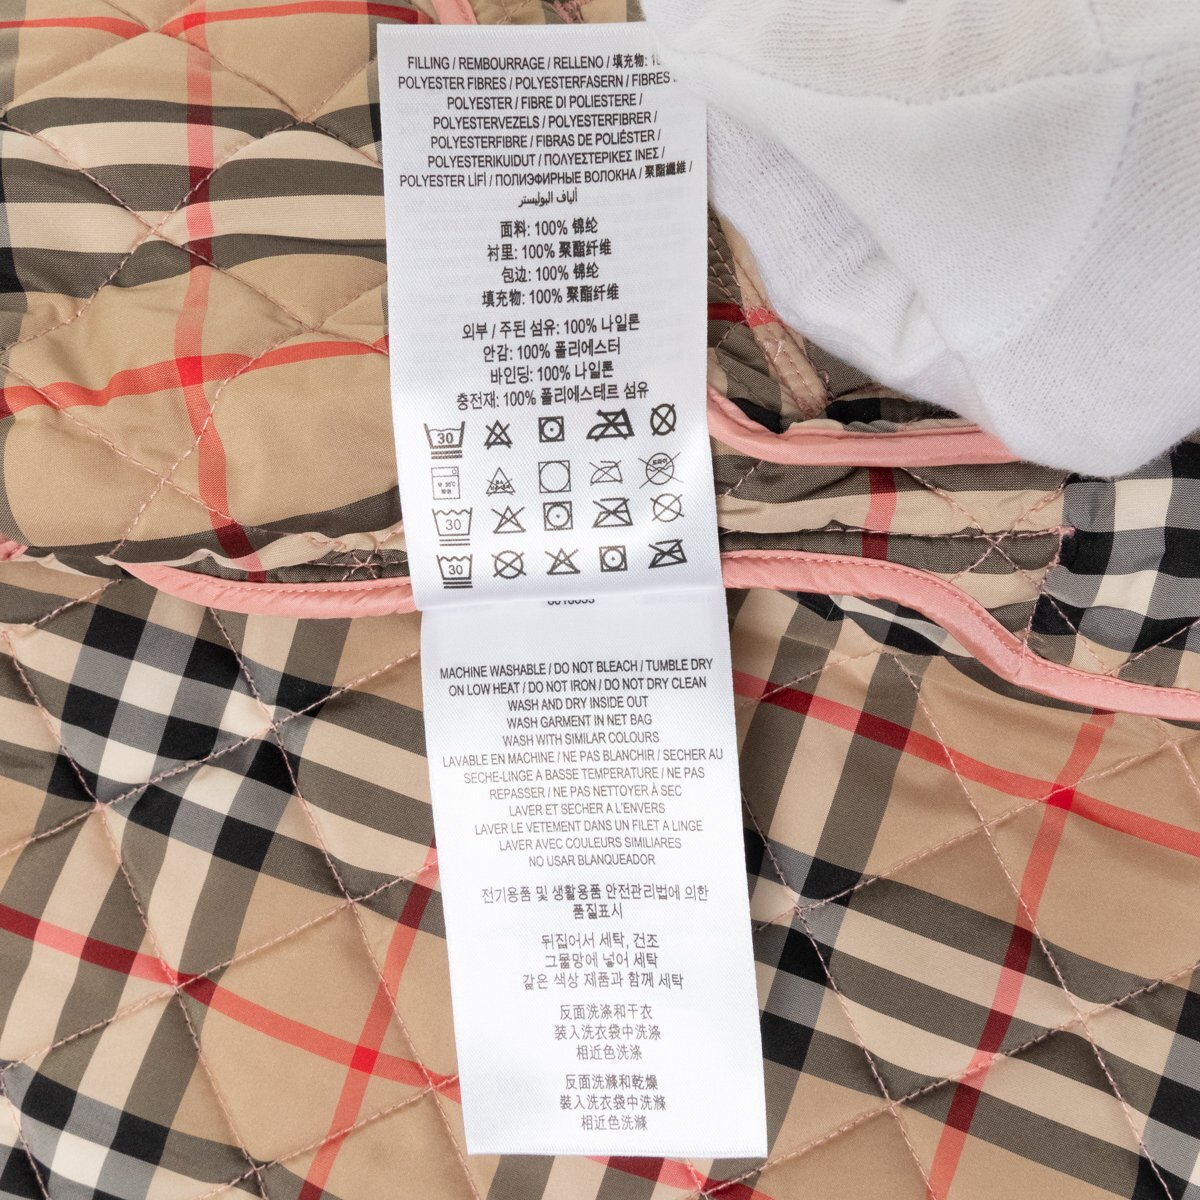 FILLING / REMBOURRAGE / RELLENO / 填充物:
POLYESTER FIBRES / POLYESTERFASERN / FIBRES
POLYESTER / FIBRE DI POLIESTERE /
POLYESTERVEZELS / POLYESTERFIBRER /
POLYESTERFIBRE / FIBRAS DE POLIÉSTER /
POLYESTERIKUIDUT / ΠΟΛΥΕΣΤΕΡΙΚΕΣ ΙΝΕΣ /
POLYESTER LİFİ / ПОЛИЭФИРНЫЕ ВОЛОКНА / 聚酯纖維 /
ألياف البوليستر
面料: 100% 锦纶
衬里: 100% 聚酯纤维
包边: 100% 锦纶
填充物: 100% 聚酯纤维
외부 / 주된 섬유: 100% 나일론
안감: 100% 폴리에스터
바인딩: 100% 나일론
충전재: 100% 폴리에스테르 섬유
30
30
30
MACHINE WASHABLE / DO NOT BLEACH / TUMBLE DRY
ON LOW HEAT / DO NOT IRON / DO NOT DRY CLEAN
WASH AND DRY INSIDE OUT
WASH GARMENT IN NET BAG
WASH WITH SIMILAR COLOURS
LAVABLE EN MACHINE / NE PAS BLANCHIR / SECHER AU
SECHE-LINGE A BASSE TEMPERATURE / NE PAS
REPASSER / NE PAS NETTOYER À SEC
LAVER ET SECHER A L'ENVERS
LAVER LE VETEMENT DANS UN FILET A LINGE
LAVER AVEC COULEURS SIMILIARES
NO USAR BLANQUEADOR
전기용품 및 생활용품 안전관리법에 의한
품질표시
뒤집어서 세탁, 건조
그물망에 넣어 세탁
같은 색상 제품과 함께 세탁
反面洗涤和干衣
装入洗衣袋中洗涤
相近色洗涤
反面洗滌和乾燥
裝入洗衣袋中洗滌
相近色洗滌